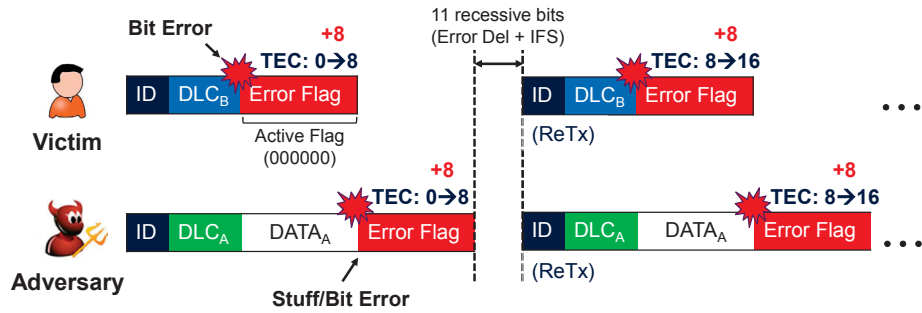 11 recessive bits
(Error Del + IFS)
Bit Error
+8
TEC: 0→8
+8
TEC: 8→16
ID
DLC_B
Error Flag
ID
DLC_B
Error Flag
Victim
Active Flag
(000000)
(ReTx)
...
+8
TEC: 0→8
+8
TEC: 8→16
ID
DLC_A
DATA_A
Error Flag
ID
DLC_A
DATA_A
Error Flag
Adversary
Stuff/Bit Error
(ReTx)
...